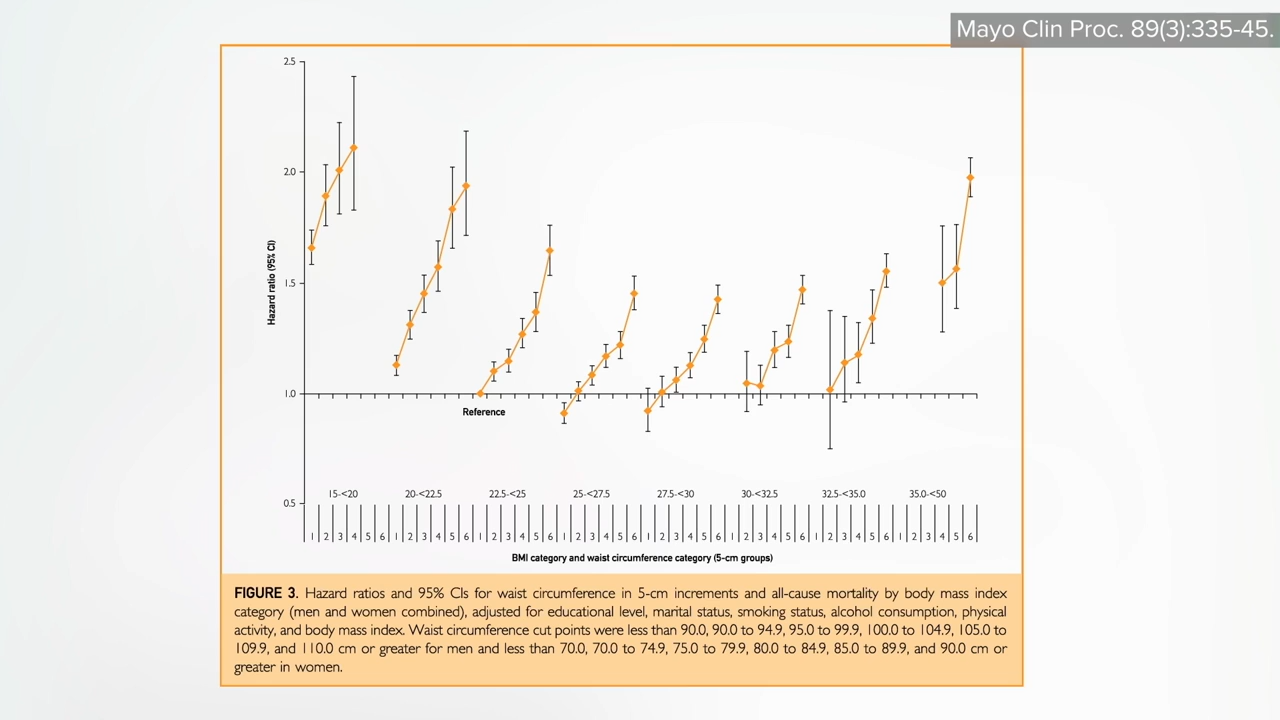 Mayo Clin Proc. 89(3):335-45.
2.5
2.0
1.5
1.0
0.5
Hazard ratio (95% CI)
Reference
15-<20 20-<22.5 22.5-<25 25-<27.5 27.5-<30 30-<32.5 32.5-<35.0 35.0-<50
1 2 3 4 5 6 1 2 3 4 5 6 1 2 3 4 5 6 1 2 3 4 5 6 1 2 3 4 5 6 1 2 3 4 5 6 1 2 3 4 5 6 1 2 3 4 5 6
BMI category and waist circumference category (5-cm groups)
FIGURE 3. Hazard ratios and 95% CIs for waist circumference in 5-cm increments and all-cause mortality by body mass index
category (men and women combined), adjusted for educational level, marital status, smoking status, alcohol consumption, physical
activity, and body mass index. Waist circumference cut points were less than 90.0, 90.0 to 94.9, 95.0 to 99.9, 100.0 to 104.9, 105.0 to
109.9, and 110.0 cm or greater for men and less than 70.0, 70.0 to 74.9, 75.0 to 79.9, 80.0 to 84.9, 85.0 to 89.9, and 90.0 cm or
greater in women.